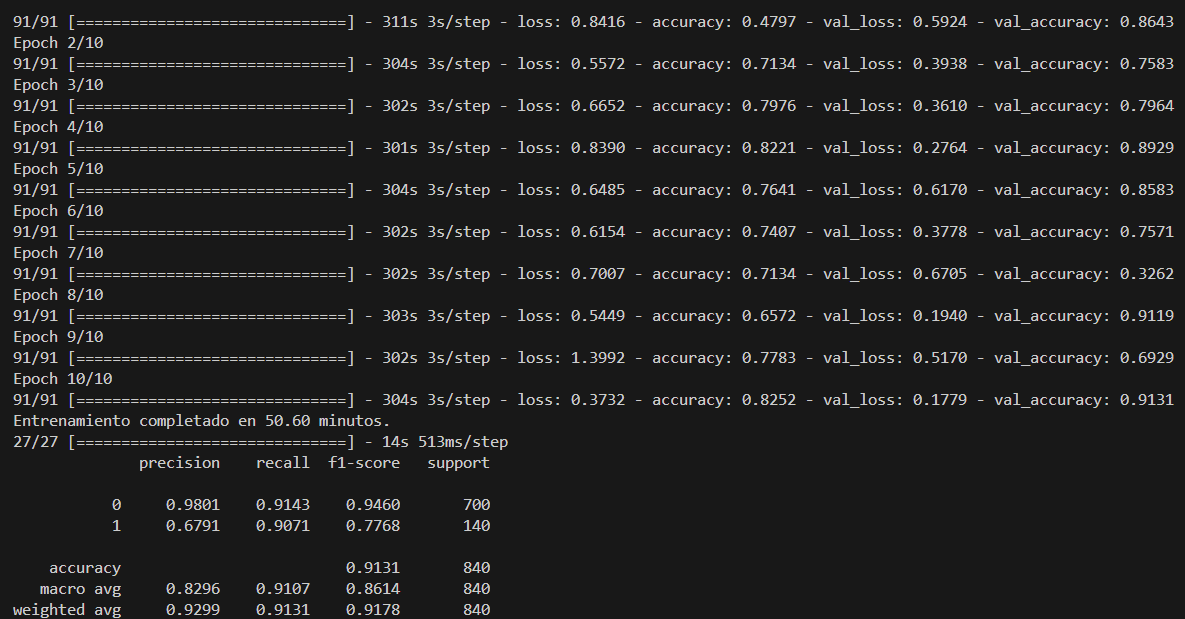 91/91 [==============================] - 311s 3s/step - loss: 0.8416 - accuracy: 0.4797 - val_loss: 0.5924 - val_accuracy: 0.8643
Epoch 2/10
91/91 [==============================] - 304s 3s/step - loss: 0.5572 - accuracy: 0.7134 - val_loss: 0.3938 - val_accuracy: 0.7583
Epoch 3/10
91/91 [==============================] - 302s 3s/step - loss: 0.6652 - accuracy: 0.7976 - val_loss: 0.3610 - val_accuracy: 0.7964
Epoch 4/10
91/91 [==============================] - 301s 3s/step - loss: 0.8390 - accuracy: 0.8221 - val_loss: 0.2764 - val_accuracy: 0.8929
Epoch 5/10
91/91 [==============================] - 304s 3s/step - loss: 0.6485 - accuracy: 0.7641 - val_loss: 0.6170 - val_accuracy: 0.8583
Epoch 6/10
91/91 [==============================] - 302s 3s/step - loss: 0.6154 - accuracy: 0.7407 - val_loss: 0.3778 - val_accuracy: 0.7571
Epoch 7/10
91/91 [==============================] - 302s 3s/step - loss: 0.7007 - accuracy: 0.7134 - val_loss: 0.6705 - val_accuracy: 0.3262
Epoch 8/10
91/91 [==============================] - 303s 3s/step - loss: 0.5449 - accuracy: 0.6572 - val_loss: 0.1940 - val_accuracy: 0.9119
Epoch 9/10
91/91 [==============================] - 302s 3s/step - loss: 1.3992 - accuracy: 0.7783 - val_loss: 0.5170 - val_accuracy: 0.6929
Epoch 10/10
91/91 [==============================] - 304s 3s/step - loss: 0.3732 - accuracy: 0.8252 - val_loss: 0.1779 - val_accuracy: 0.9131
Entrenamiento completado en 50.60 minutos.
27/27 [==============================] - 14s 513ms/step
precision recall f1-score support
0 0.9801 0.9143 0.9460 700
1 0.6791 0.9071 0.7768 140
accuracy 0.9131 840
macro avg 0.8296 0.9107 0.8614 840
weighted avg 0.9299 0.9131 0.9178 840